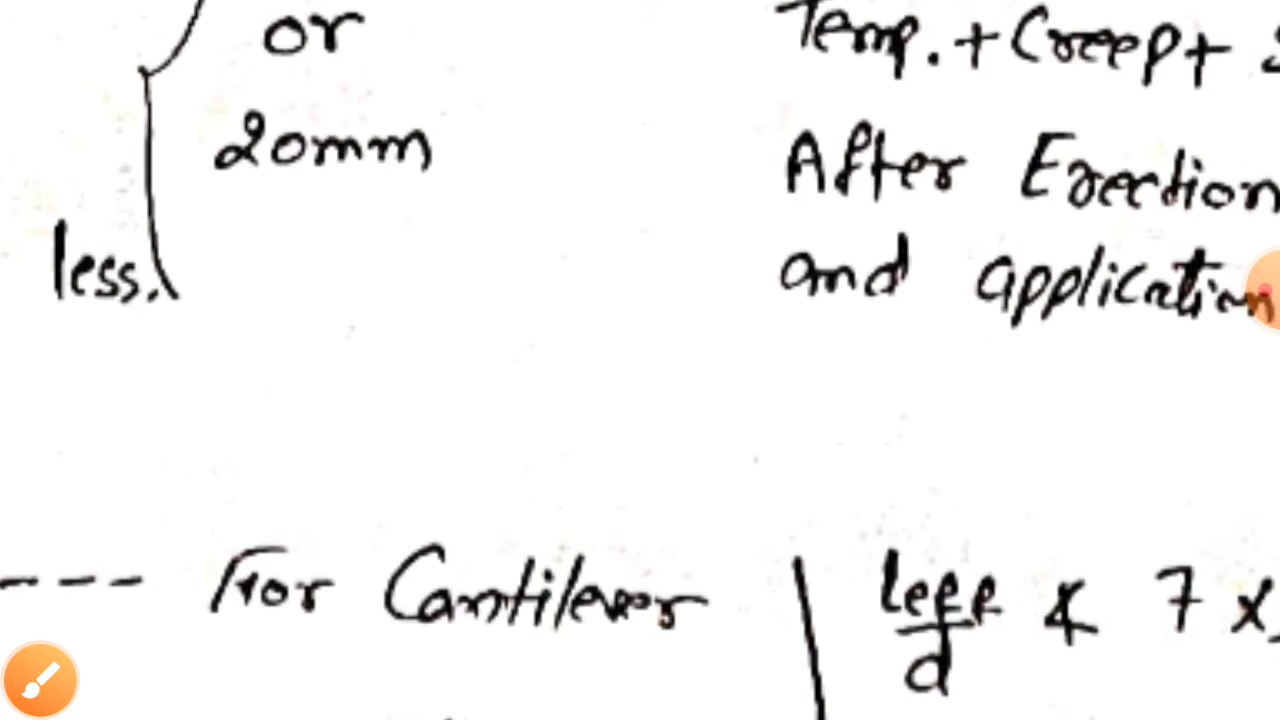 or
20mm
less.
Temp. + Creep +
After Erection
and application
--- For Cantilever
leff/d ≮ 7 x